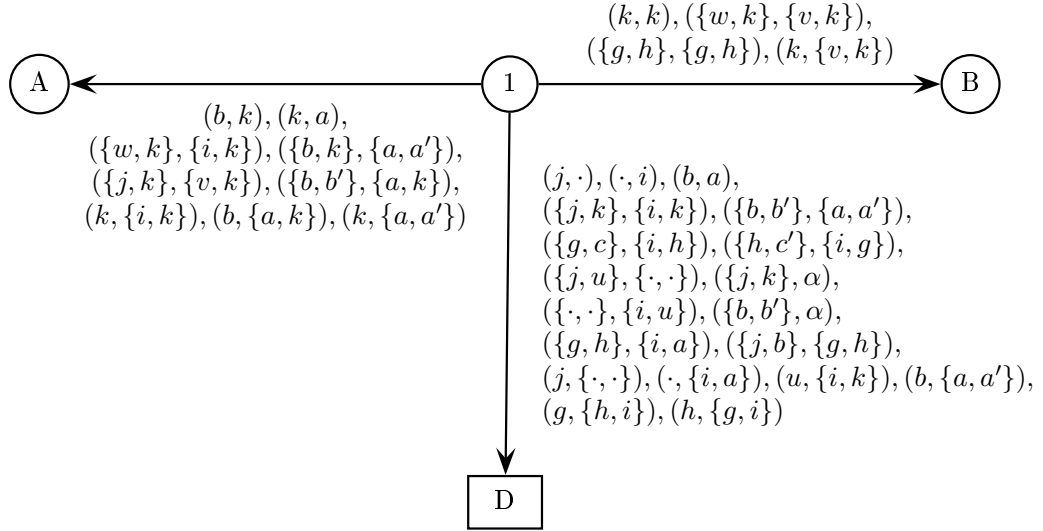 (k, k), ({w, k}, {v, k}),
({g, h}, {g, h}), (k, {v, k})
A
1
B
(b, k), (k, a),
({w, k}, {i, k}), ({b, k}, {a, a′}),
({j, k}, {v, k}), ({b, b′}, {a, k}),
(k, {i, k}), (b, {a, k}), (k, {a, a′})
(j, ·), (·, i), (b, a),
({j, k}, {i, k}), ({b, b′}, {a, a′}),
({g, c}, {i, h}), ({h, c′}, {i, g}),
({j, u}, {·, ·}), ({j, k}, α),
({·, ·}, {i, u}), ({b, b′}, α),
({g, h}, {i, a}), ({j, b}, {g, h}),
(j, {·, ·}), (·, {i, a}), (u, {i, k}), (b, {a, a′}),
(g, {h, i}), (h, {g, i})
D